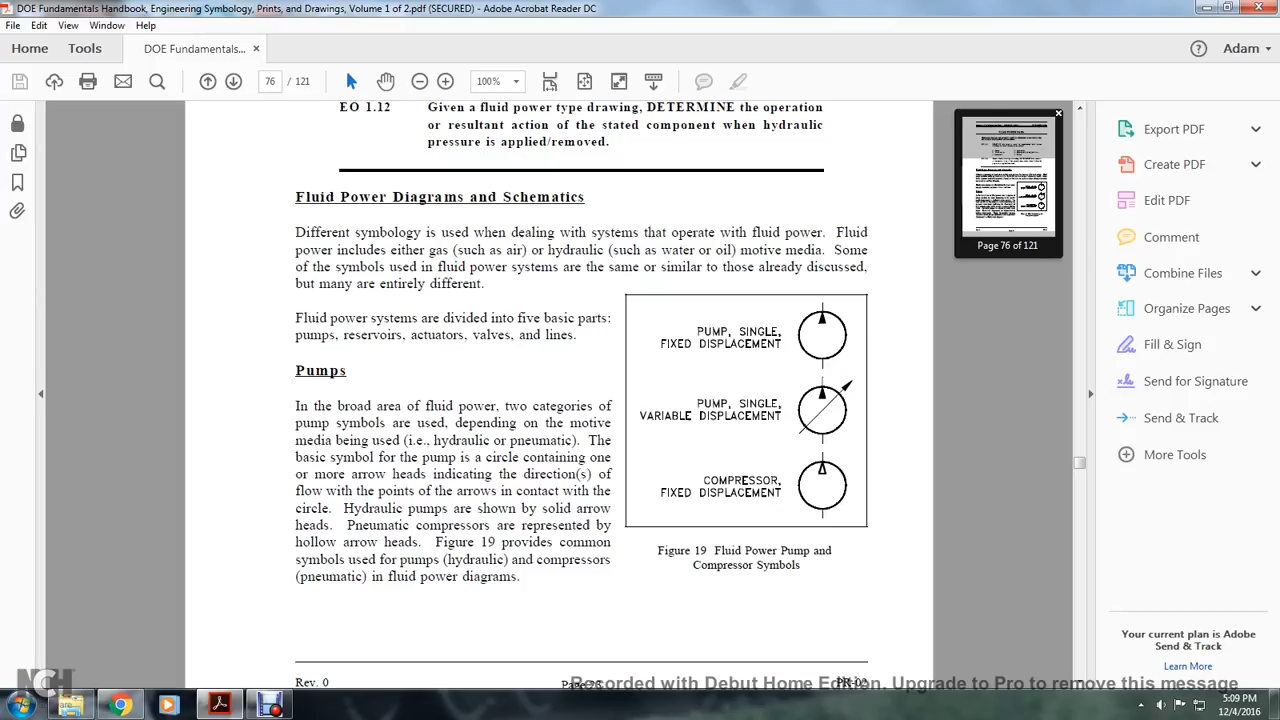 DOE Fundamentals Handbook, Engineering Symbology, Prints, and Drawings, Volume 1 of 2.pdf (SECURED) - Adobe Acrobat Reader DC
File Edit View Window Help
Home Tools DOE Fundamentals... × Adam
76 / 121 100%
EO 1.12 Given a fluid power type drawing, DETERMINE the operation
or resultant action of the stated component when hydraulic
pressure is applied/removed.
Fluid Power Diagrams and Schematics
Different symbology is used when dealing with systems that operate with fluid power. Fluid
power includes either gas (such as air) or hydraulic (such as water or oil) motive media. Some
of the symbols used in fluid power systems are the same or similar to those already discussed,
but many are entirely different.
Fluid power systems are divided into five basic parts:
pumps, reservoirs, actuators, valves, and lines.
Pumps
In the broad area of fluid power, two categories of
pump symbols are used, depending on the motive
media being used (i.e., hydraulic or pneumatic). The
basic symbol for the pump is a circle containing one
or more arrow heads indicating the direction(s) of
flow with the points of the arrows in contact with the
circle. Hydraulic pumps are shown by solid arrow
heads. Pneumatic compressors are represented by
hollow arrow heads. Figure 19 provides common
symbols used for pumps (hydraulic) and compressors
(pneumatic) in fluid power diagrams.
PUMP, SINGLE,
FIXED DISPLACEMENT
PUMP, SINGLE,
VARIABLE DISPLACEMENT
COMPRESSOR,
FIXED DISPLACEMENT
Figure 19 Fluid Power Pump and
Compressor Symbols
Rev. 0 PR-02
Page 76 of 121
Export PDF
Create PDF
Edit PDF
Comment
Combine Files
Organize Pages
Fill & Sign
Send for Signature
Send & Track
More Tools
Your current plan is Adobe
Send & Track
Learn More
NCH
Recorded with Debut Home Edition. Upgrade to Pro to remove this message
5:09 PM
12/4/2016